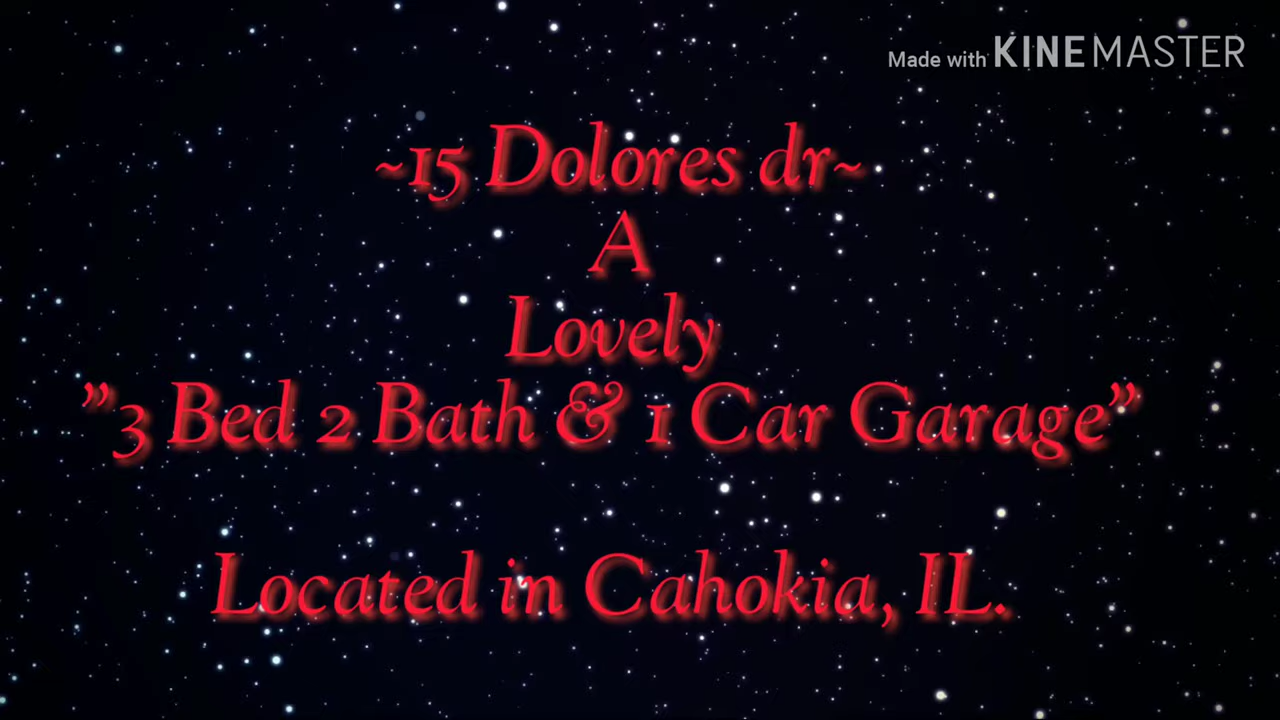 Made with KINEMASTER
~15 Dolores dr~
A
Lovely
"3 Bed 2 Bath & 1 Car Garage"
Located in Cahokia, IL.